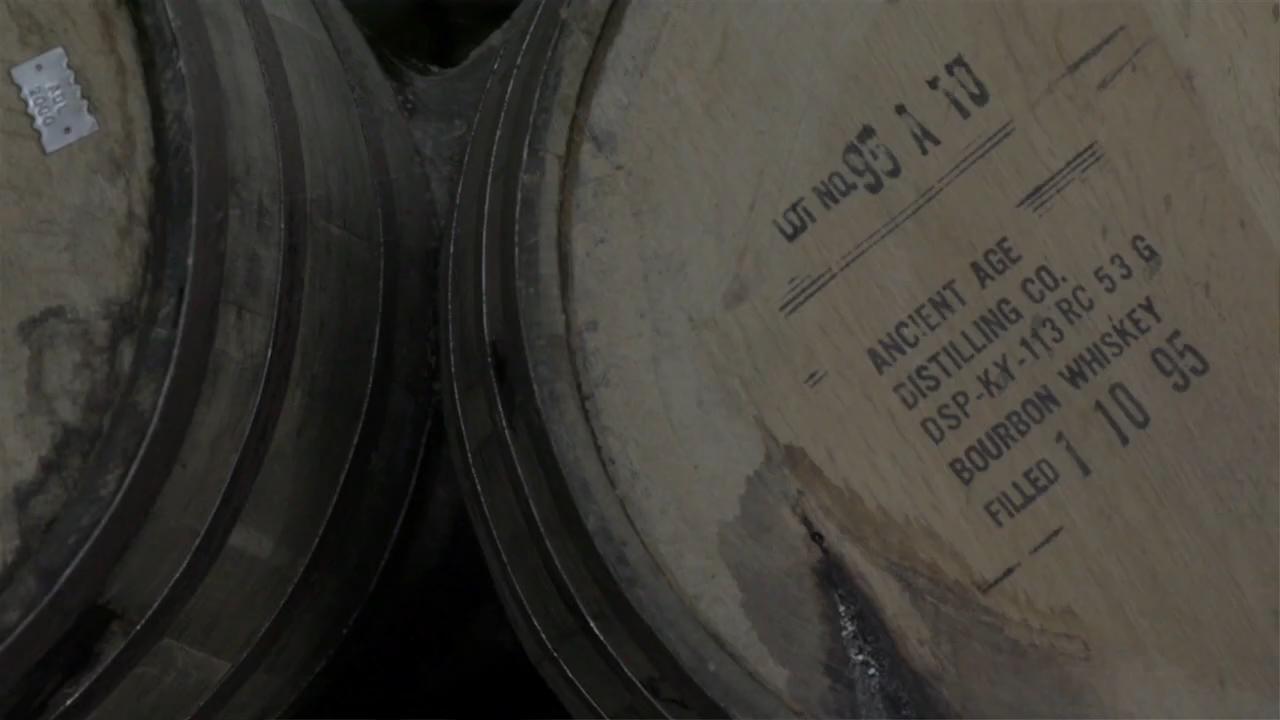 LOT NO. 95 A 10
ANCIENT AGE
DISTILLING CO.
DSP-KY-113 RC 53 G
BOURBON WHISKEY
FILLED 1 10 95